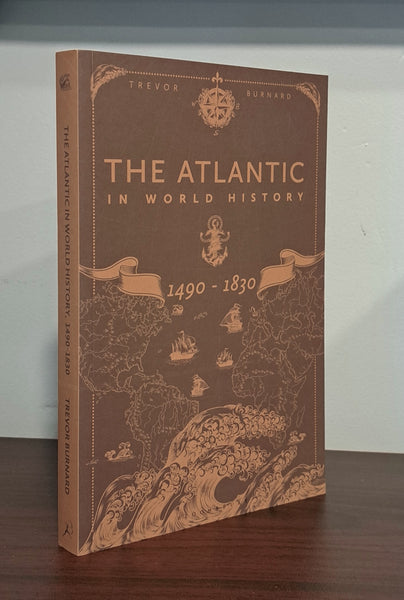 TREVOR BURNARD
N
W E
S
THE ATLANTIC
IN WORLD HISTORY
1490 - 1830
THE ATLANTIC IN WORLD HISTORY, 1490-1830 TREVOR BURNARD